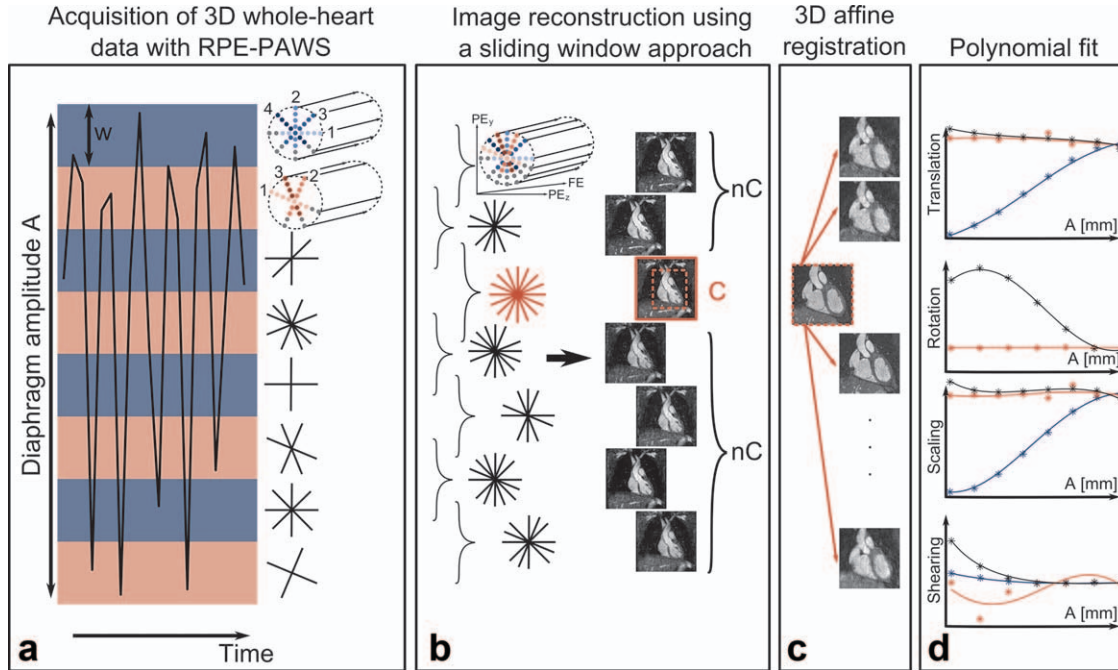 Acquisition of 3D whole-heart
data with RPE-PAWS
Image reconstruction using
a sliding window approach
3D affine
registration
Polynomial fit
Diaphragm amplitude A
w
4
2
3
1
1
3
2
Time
a
PEy
FE
PEz
nC
C
nC
b
c
Translation
A [mm]
Rotation
A [mm]
Scaling
A [mm]
Shearing
A [mm]
d